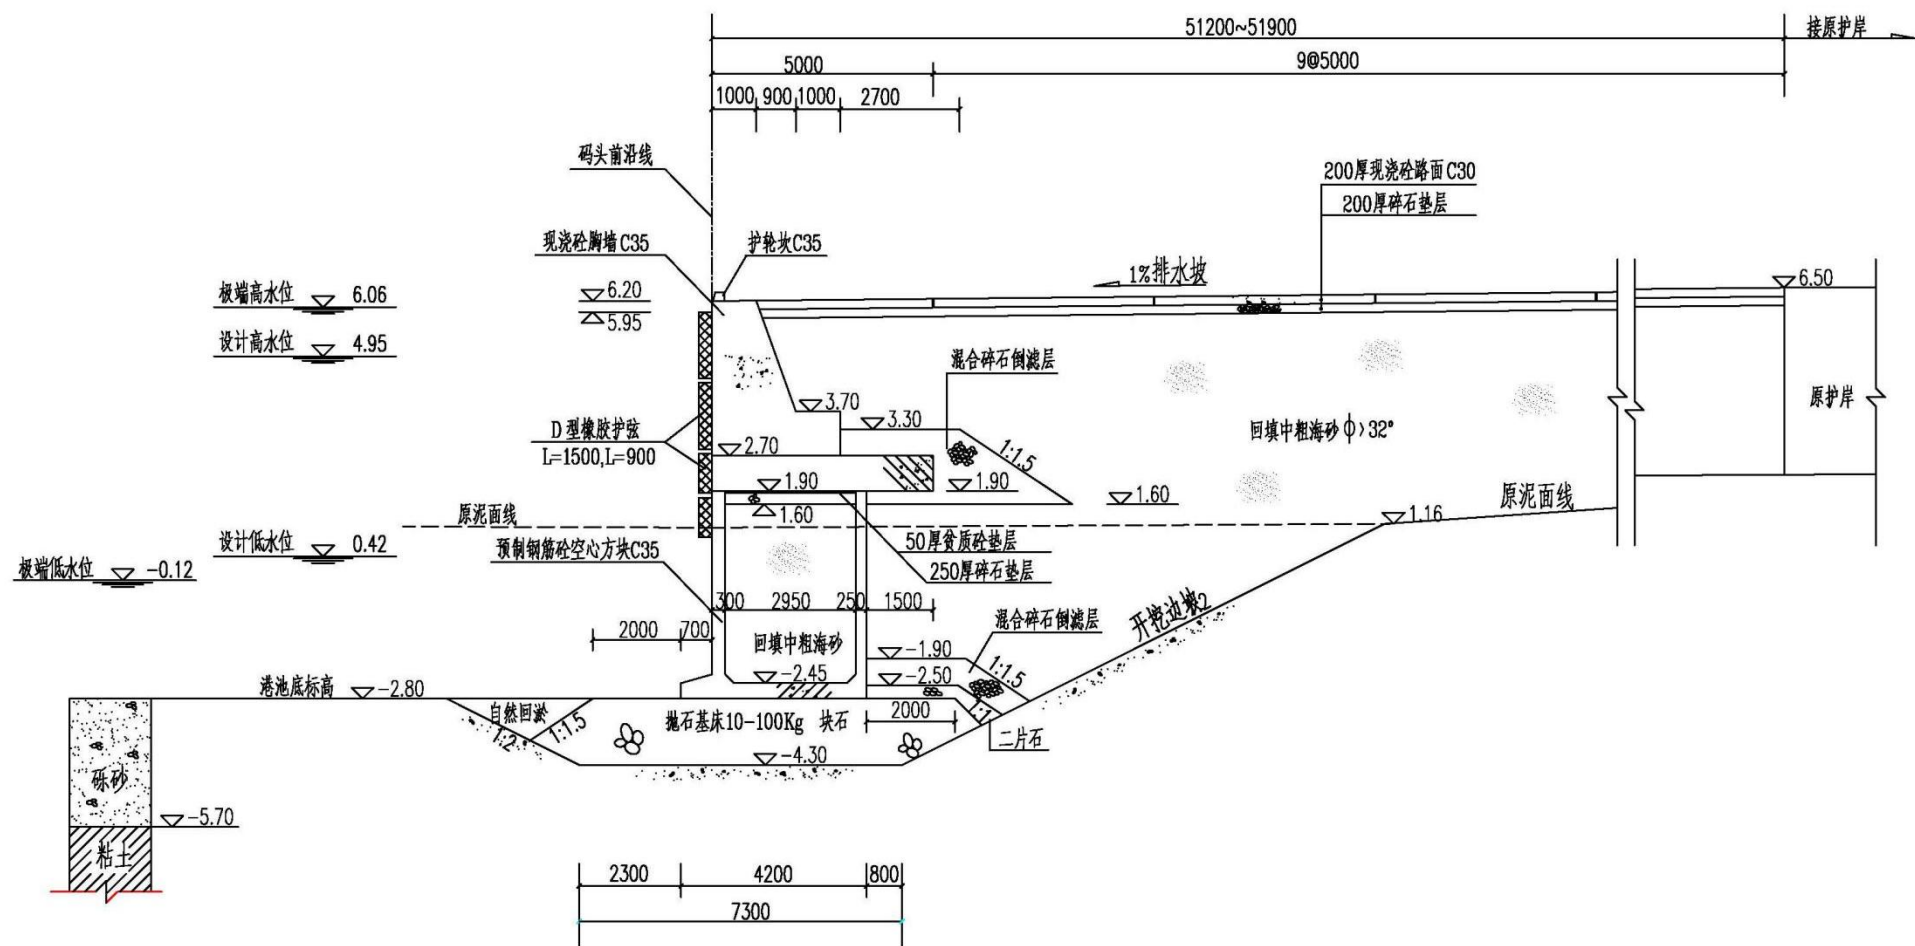 51200~51900
接原护岸
5000
9@5000
1000
900
1000
2700
码头前沿线
200厚现浇砼路面C30
200厚碎石垫层
现浇砼胸墙C35
护轮坎C35
1%排水坡
极端高水位
6.06
6.20
5.95
6.50
设计高水位
4.95
混合碎石倒滤层
3.70
3.30
原护岸
D型橡胶护弦
L=1500,L=900
2.70
1:1.5
回填中粗海砂ϕ>32°
1.90
1.90
1.60
原泥面线
原泥面线
1.60
1.16
设计低水位
0.42
预制钢筋砼空心方块C35
50厚贫质砼垫层
极端低水位
-0.12
250厚碎石垫层
300
2950
250
1500
混合碎石倒滤层
开挖边坡2
2000
700
回填中粗海砂
-1.90
1:1.5
-2.45
-2.50
港池底标高
-2.80
自然回淤
1:2
1:1.5
抛石基床10-100Kg 块石
2000
1:1
二片石
-4.30
砾砂
-5.70
粘土
2300
4200
800
7300